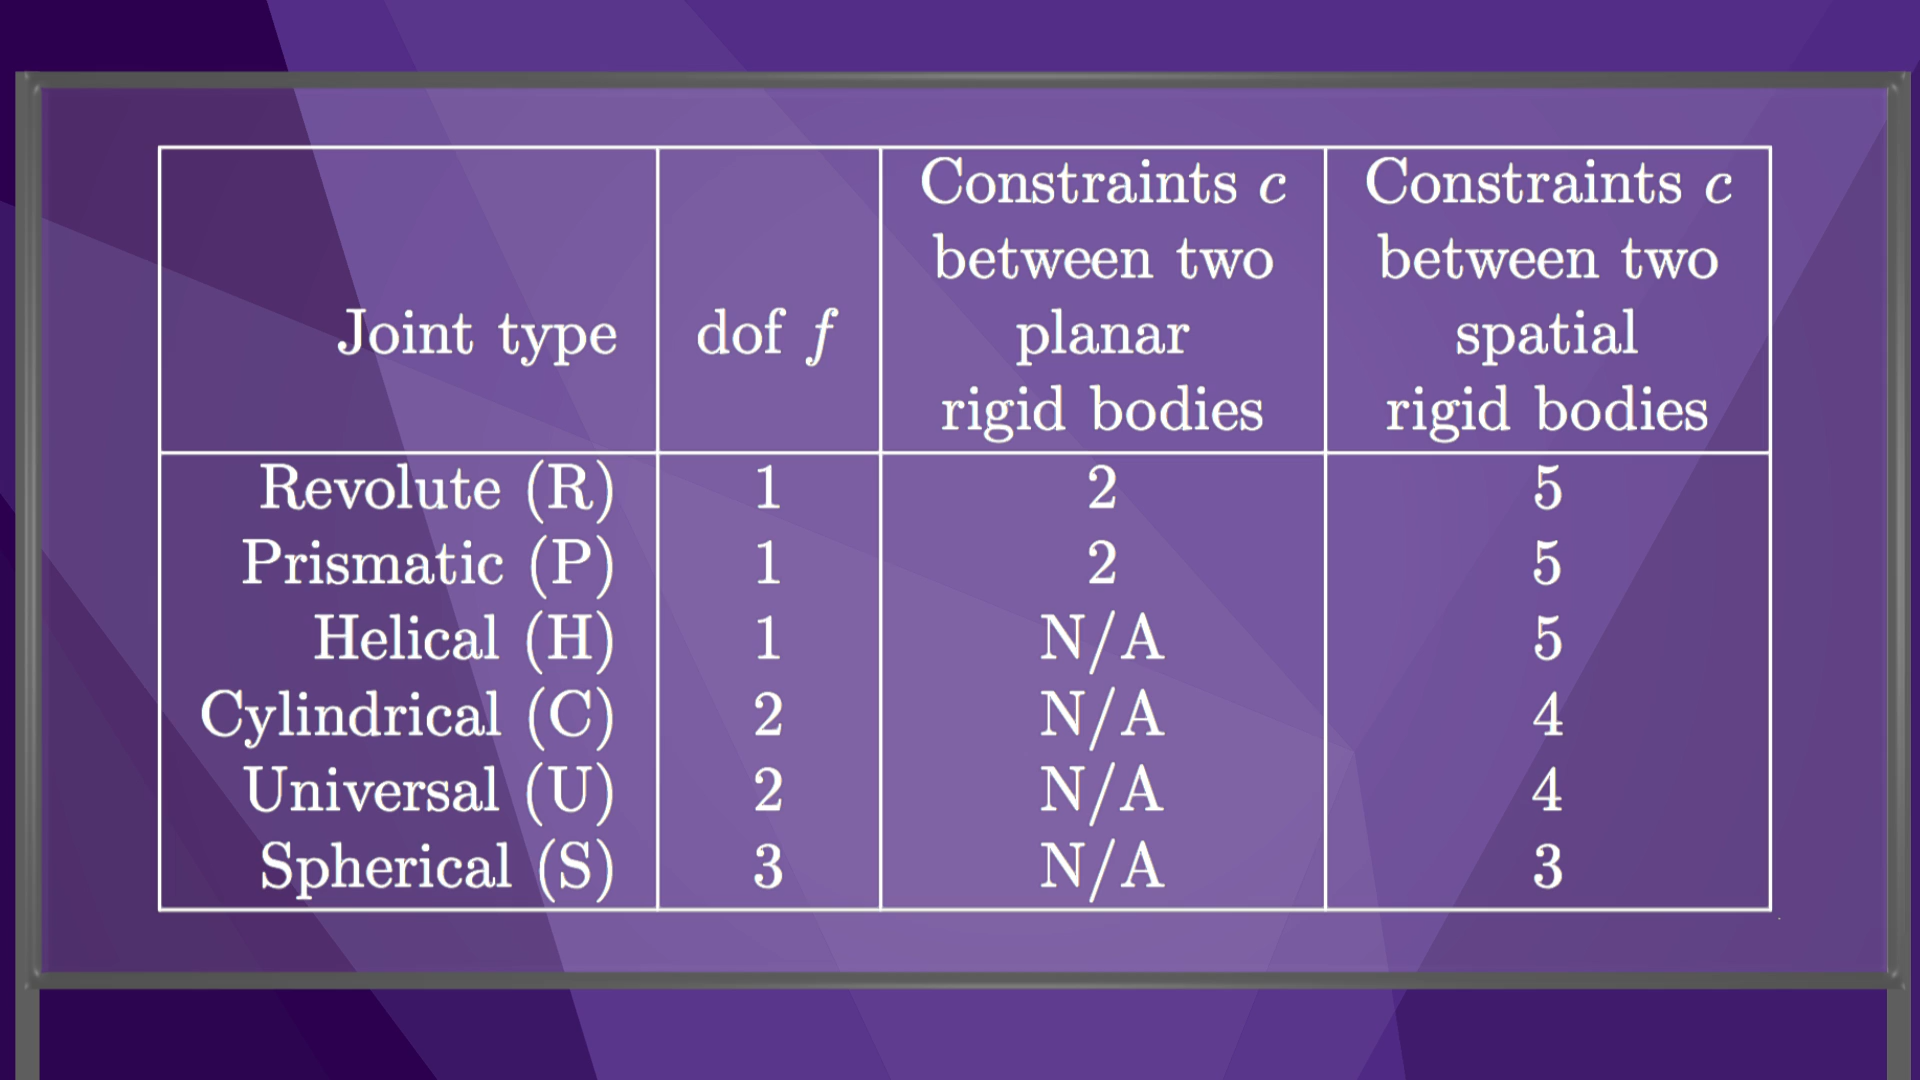 Joint type
dof f
Constraints c
between two
planar
rigid bodies
Constraints c
between two
spatial
rigid bodies
Revolute (R) 1 2 5
Prismatic (P) 1 2 5
Helical (H) 1 N/A 5
Cylindrical (C) 2 N/A 4
Universal (U) 2 N/A 4
Spherical (S) 3 N/A 3